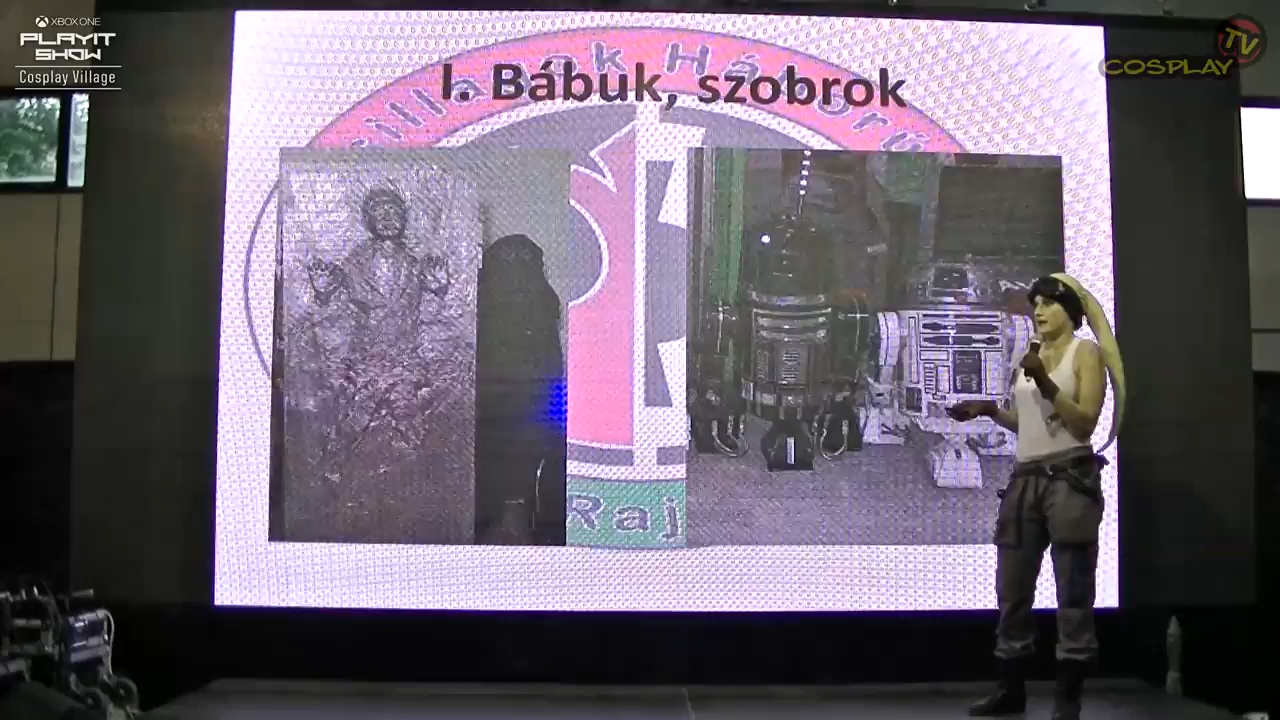 XBOX ONE
PLAYIT
SHOW
Cosplay Village
TV
COSPLAY
I. Bábuk, szobrok
Raj